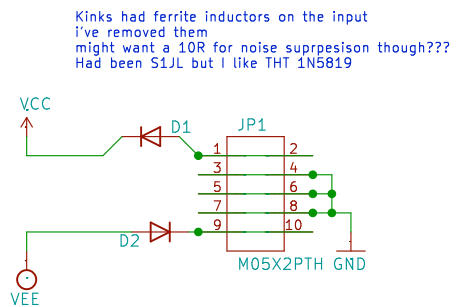 Kinks had ferrite inductors on the input
i've removed them
might want a 10R for noise suprpesison though???
Had been S1JL but I like THT 1N5819
VCC
D1
JP1
1 2
3 4
5 6
7 8
9 10
D2
M05X2PTH GND
VEE